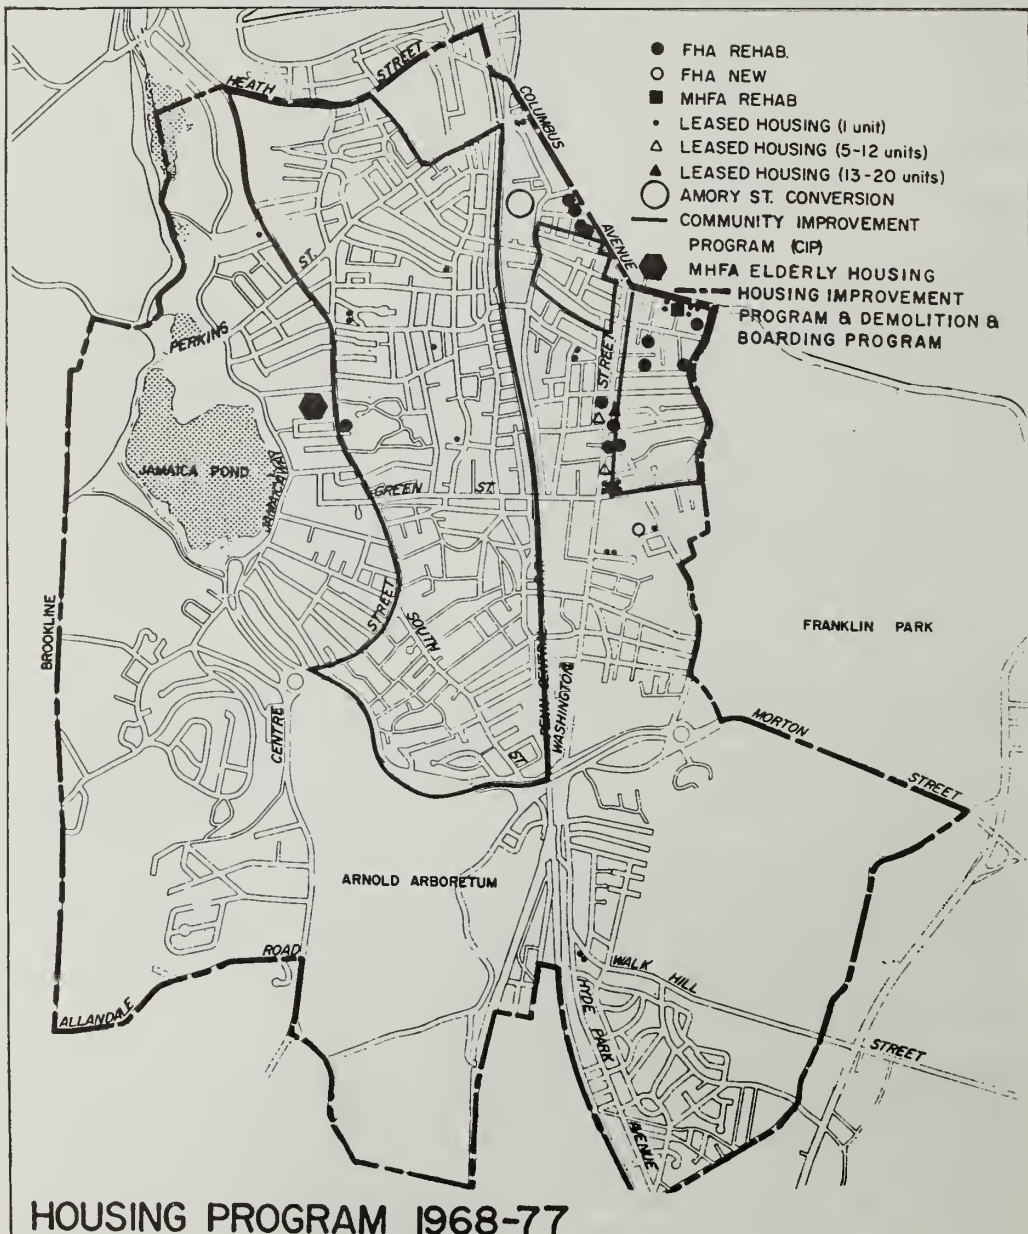 HEATH
STREET
COLUMBUS
AVENUE
FHA REHAB.
FHA NEW
MHFA REHAB
LEASED HOUSING (1 unit)
LEASED HOUSING (5-12 units)
LEASED HOUSING (13-20 units)
AMORY ST. CONVERSION
COMMUNITY IMPROVEMENT
PROGRAM (CIP)
MHFA ELDERLY HOUSING
HOUSING IMPROVEMENT
PROGRAM & DEMOLITION &
BOARDING PROGRAM
ST.
PERKINS
STREET
JAMAICA POND
JAMAICAWAY
GREEN ST.
BROOKLINE
STREET
SOUTH
ST.
PENN CENTRAL
WASHINGTON
FRANKLIN PARK
CENTRE
MORTON
STREET
ARNOLD ARBORETUM
ALLANDALE
ROAD
WALK HILL
STREET
HYDE PARK
AVENUE
HOUSING PROGRAM 1968-77